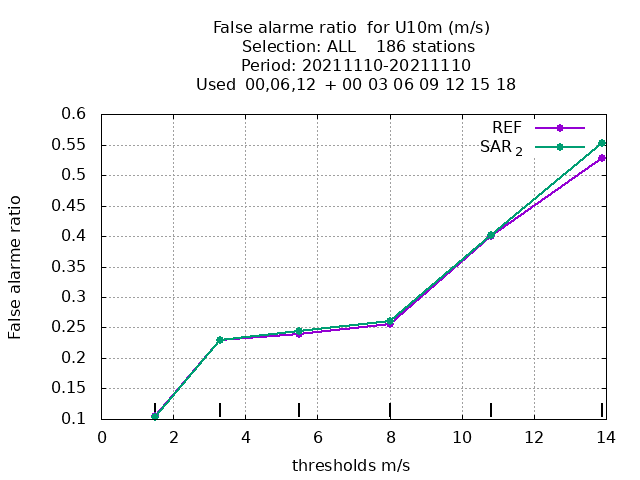 False alarme ratio  for U10m (m/s)
Selection: ALL    186 stations
Period: 20211110-20211110
Used  00,06,12  + 00 03 06 09 12 15 18
REF
SAR 2
False alarme ratio
0.6
0.55
0.5
0.45
0.4
0.35
0.3
0.25
0.2
0.15
0.1
0 2 4 6 8 10 12 14
thresholds m/s